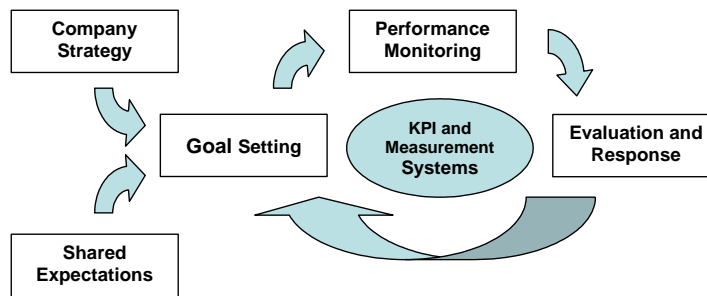 Company
Strategy
Performance
Monitoring
Goal Setting
KPI and
Measurement
Systems
Evaluation and
Response
Shared
Expectations